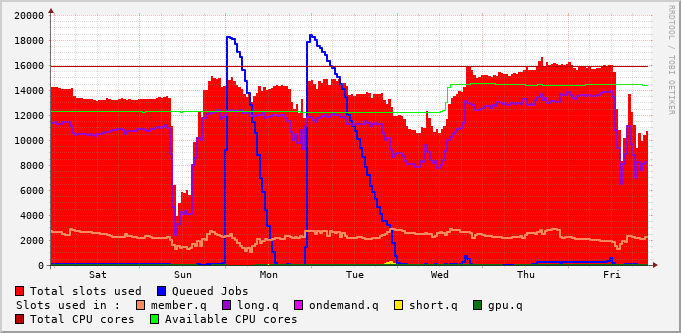 20000
18000
16000
14000
12000
10000
8000
6000
4000
2000
0
Sat Sun Mon Tue Wed Thu Fri
RRDTOOL / TOBI OETIKER
Total slots used Queued Jobs
Slots used in : member.q long.q ondemand.q short.q gpu.q
Total CPU cores Available CPU cores